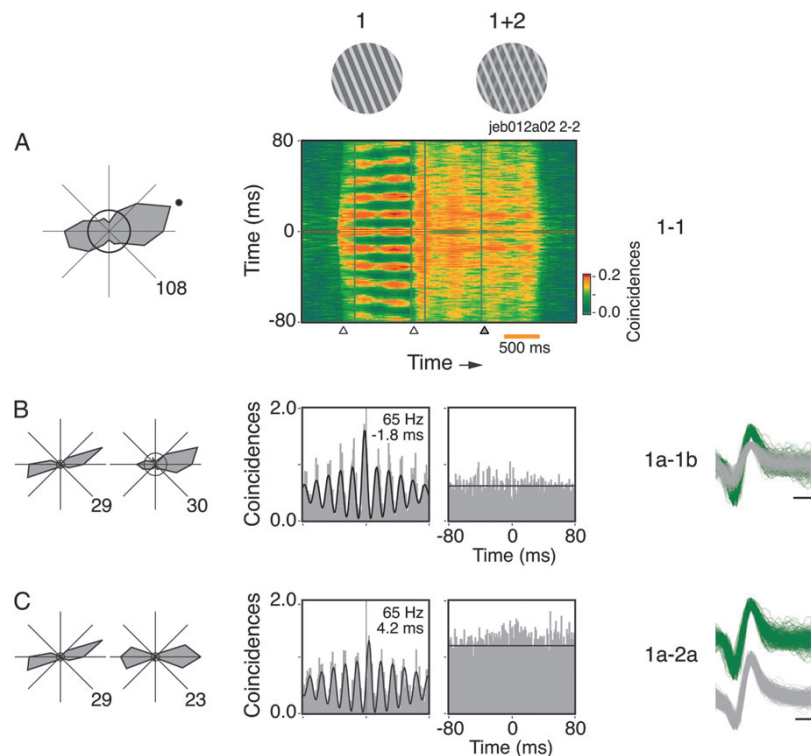 1 1+2
jeb012a02 2-2
A
108
Time (ms)
80
0
-80
1-1
Coincidences
0.2
0.0
500 ms
Time →
B
29 30
Coincidences
2.0
0.0
65 Hz
-1.8 ms
-80 0 80
Time (ms)
1a-1b
C
29 23
Coincidences
2.0
0
65 Hz
4.2 ms
-80 0 80
Time (ms)
1a-2a